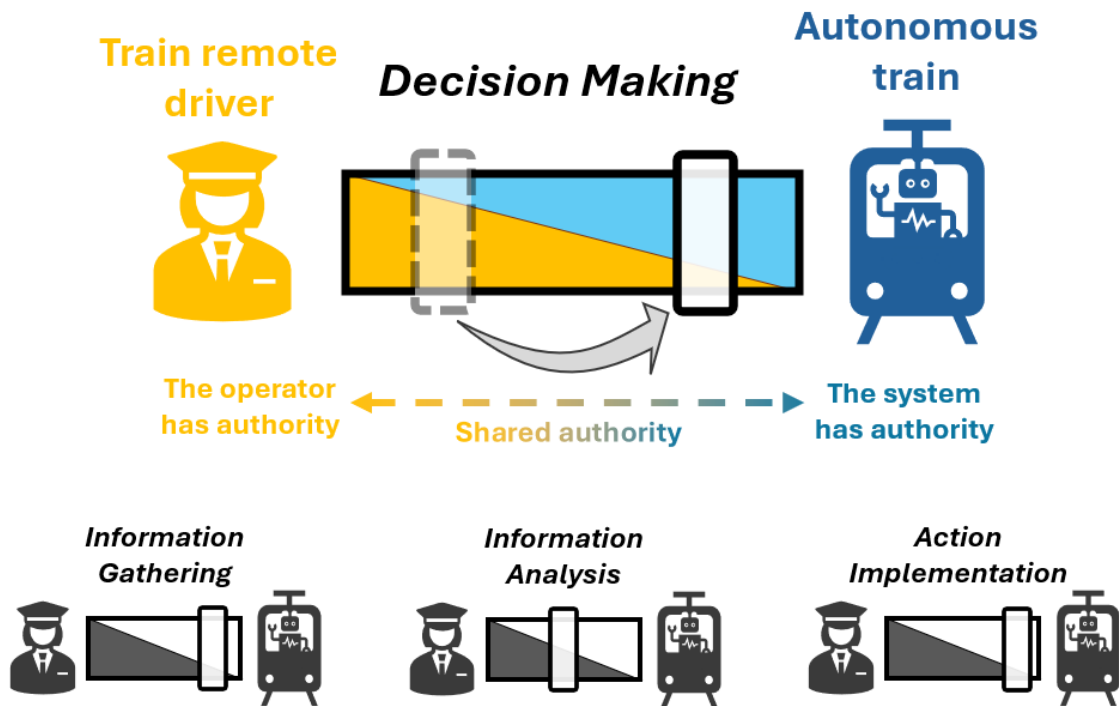 Train remote
driver
Decision Making
Autonomous
train
The operator
has authority
Shared authority
The system
has authority
Information
Gathering
Information
Analysis
Action
Implementation